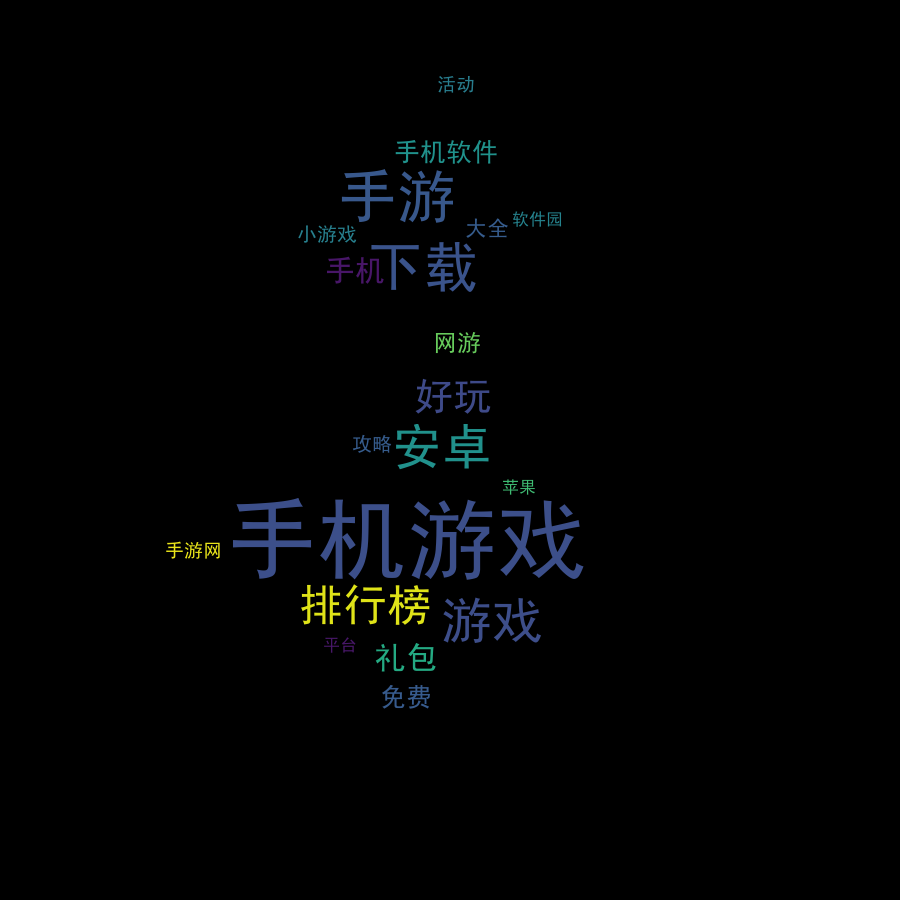 活动
手机软件
手游
软件园
大全
小游戏
下载
手机
网游
好玩
攻略
安卓
苹果
手机游戏
手游网
排行榜
游戏
平台
礼包
免费